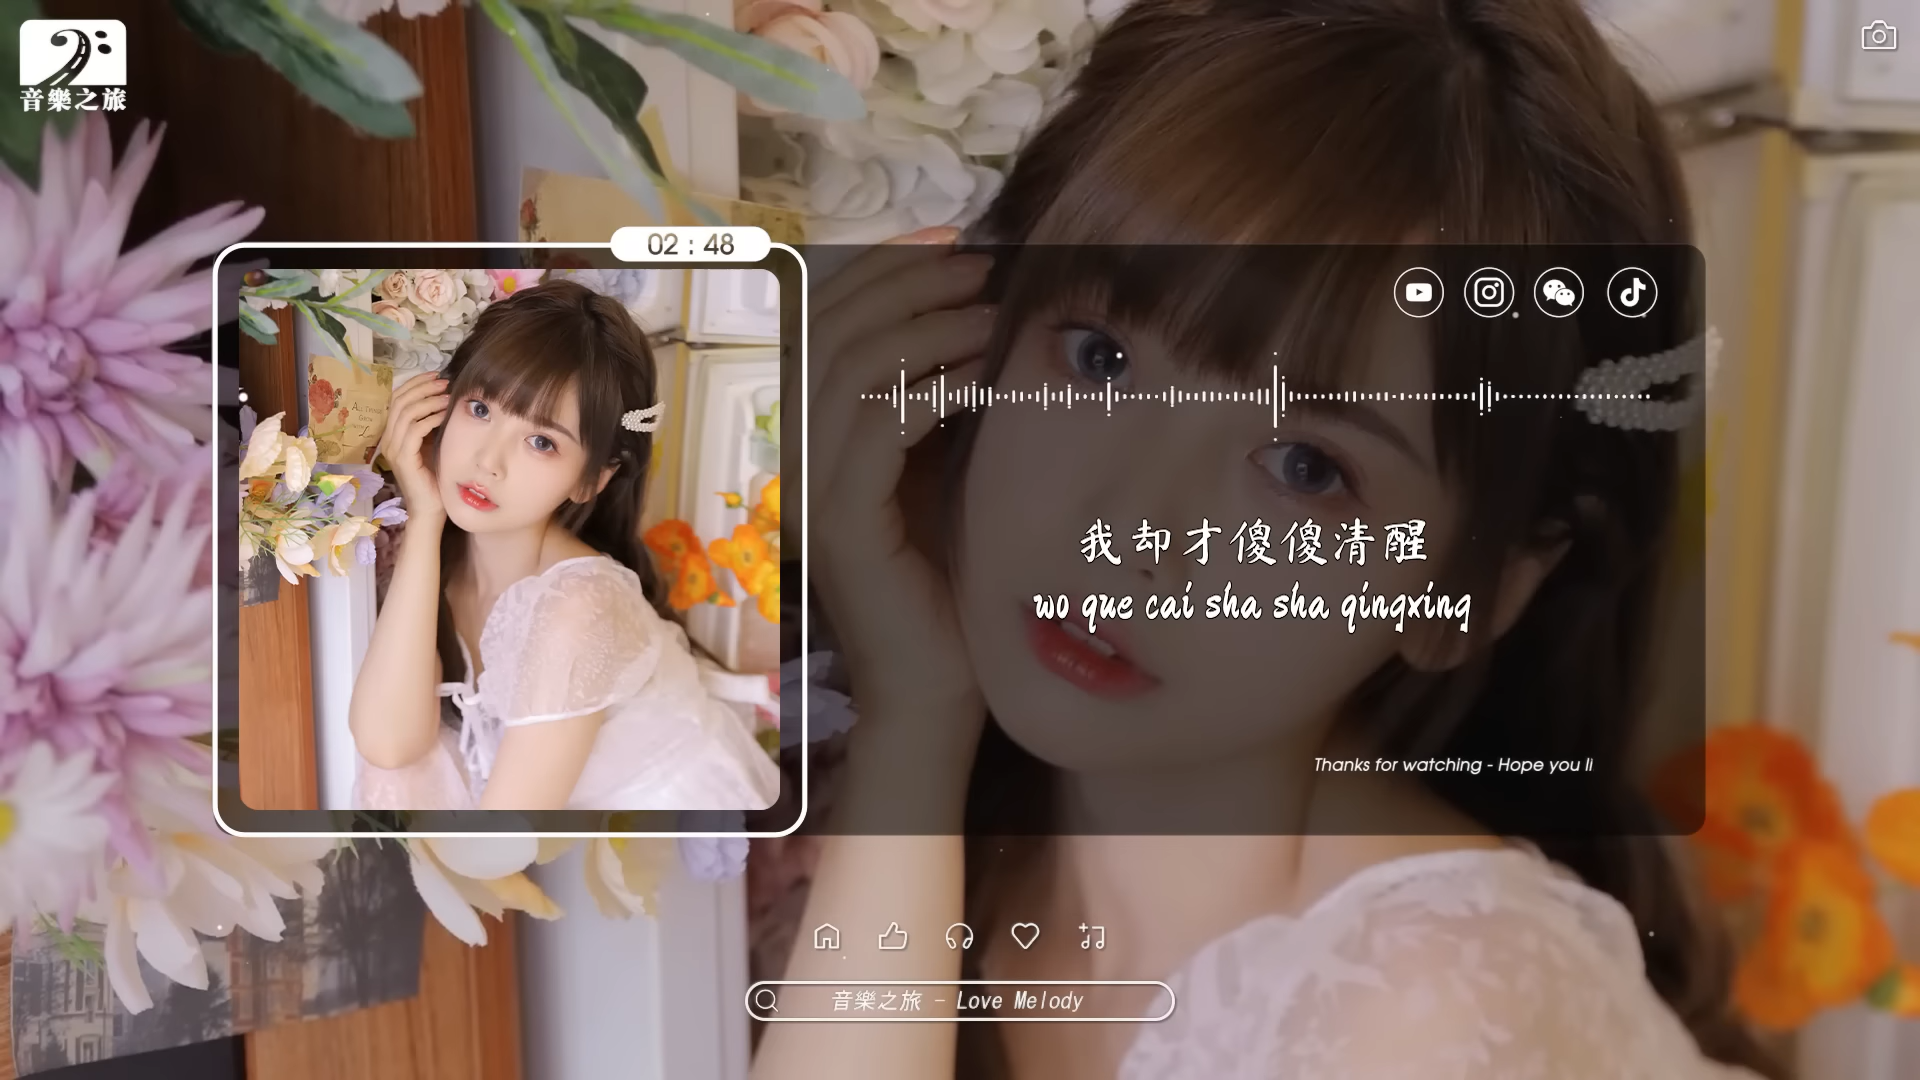 音樂之旅
02 : 48
我却才傻傻清醒
wo que cai sha sha qingxing
Thanks for watching - Hope you li
音樂之旅 - Love Melody